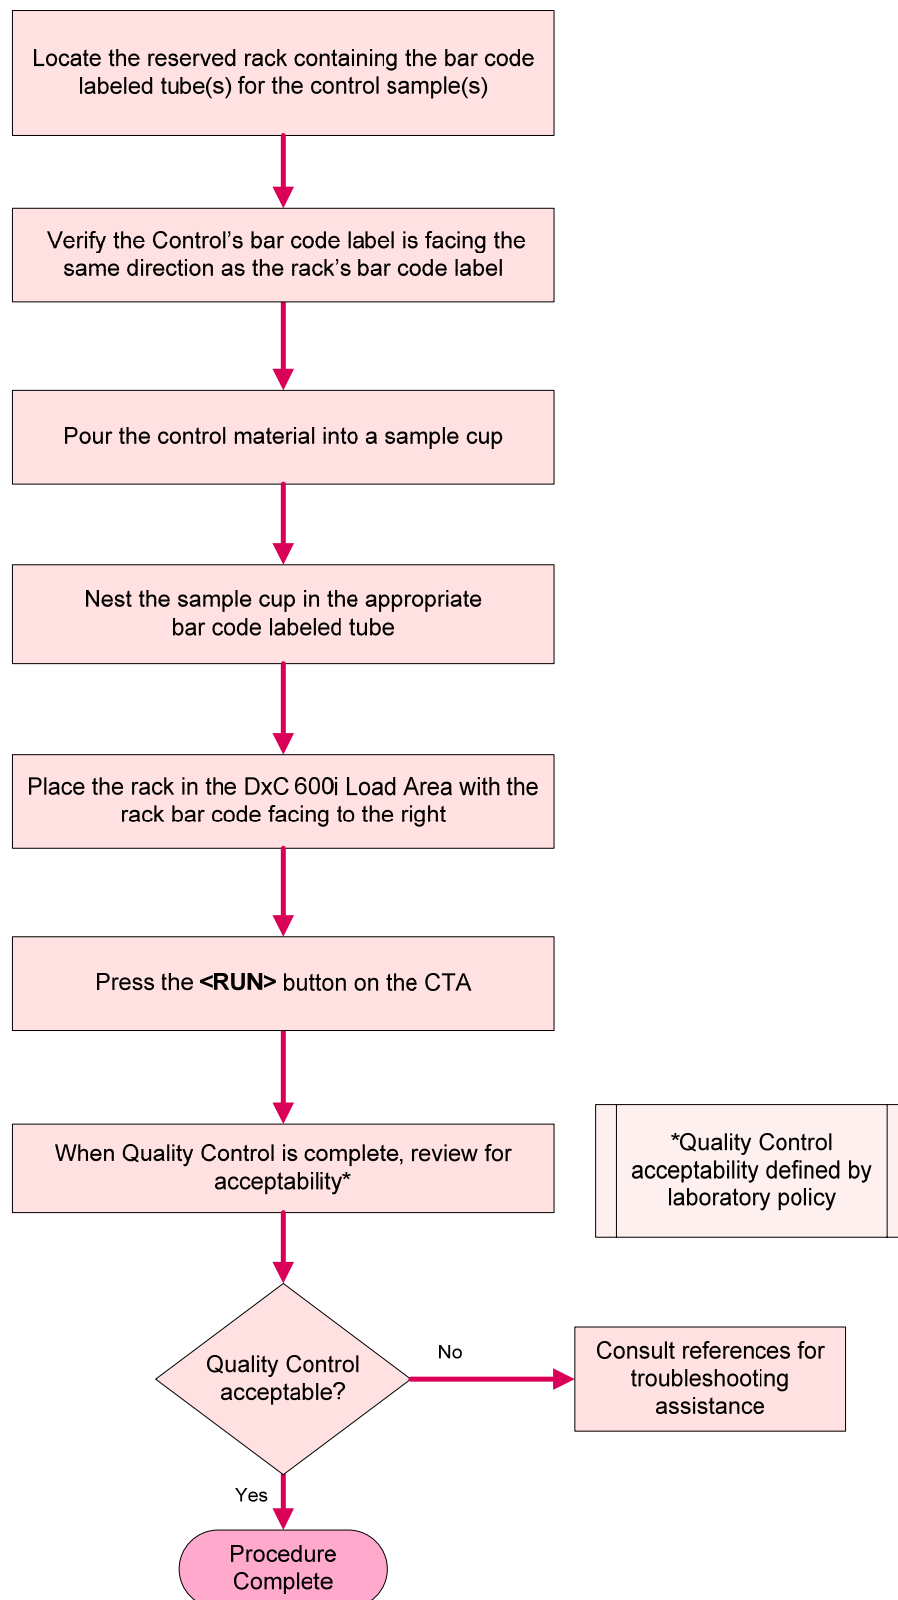 Locate the reserved rack containing the bar code
labeled tube(s) for the control sample(s)
Verify the Control’s bar code label is facing the
same direction as the rack’s bar code label
Pour the control material into a sample cup
Nest the sample cup in the appropriate
bar code labeled tube
Place the rack in the DxC 600i Load Area with the
rack bar code facing to the right
Press the <RUN> button on the CTA
When Quality Control is complete, review for
acceptability*
*Quality Control
acceptability defined by
laboratory policy
Quality Control
acceptable?
No
Consult references for
troubleshooting
assistance
Yes
Procedure
Complete